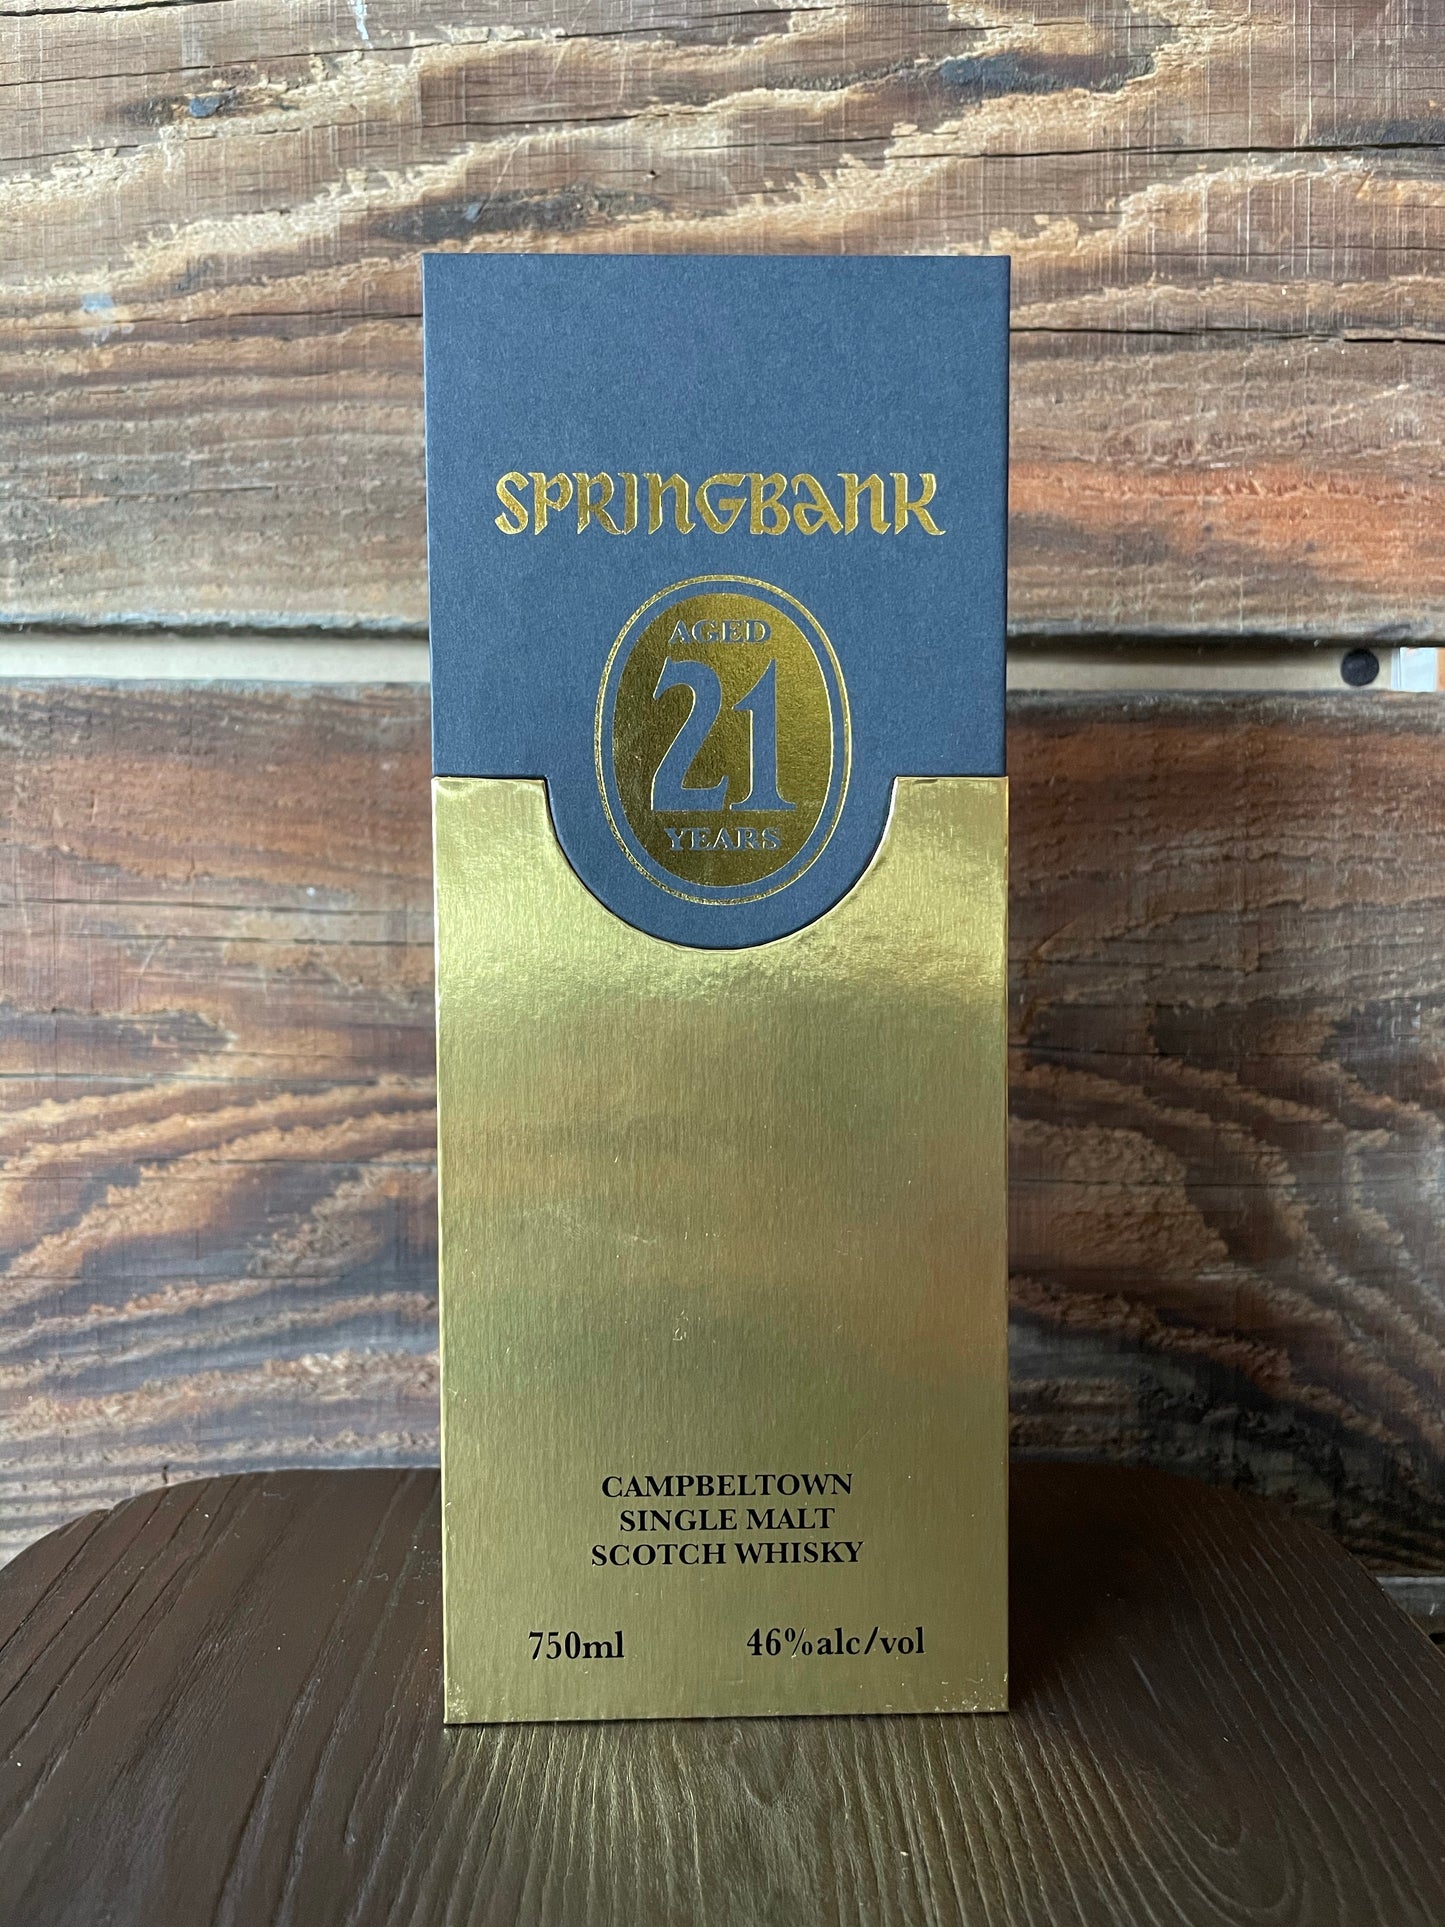 SPRINGBANK
AGED
21
YEARS
CAMPBELTOWN
SINGLE MALT
SCOTCH WHISKY
750ml 46%alc/vol